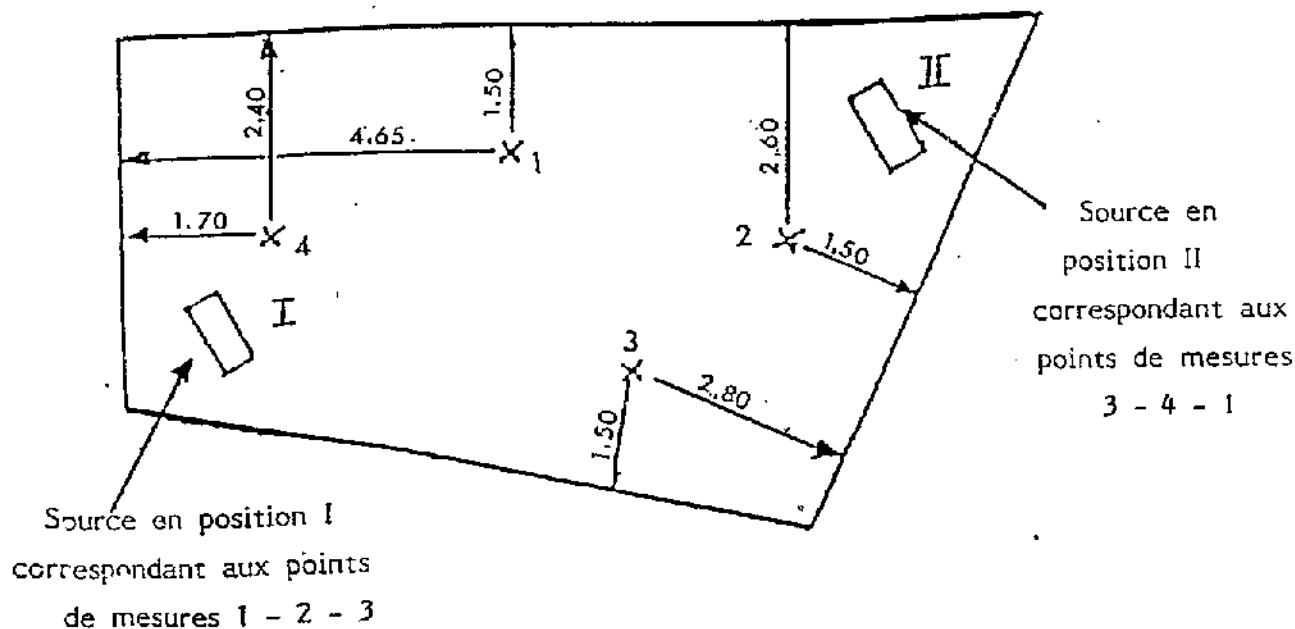 II
2.40
1.50
4.65
1
2.60
1.70
4
2
1.50
I
3
2.80
1.50
Source en
position II
correspondant aux
points de mesures
3 - 4 - 1
Source en position I
correspondant aux points
de mesures 1 - 2 - 3